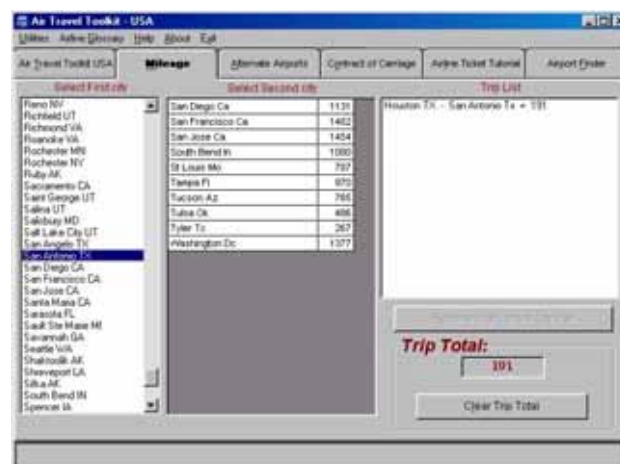 Air Travel Toolkit - USA
Utilities Airline Glossary Help About Exit
Air Travel Toolkit USA Mileage Alternate Airports Contract of Carriage Airline Ticket Tutorial Airport Finder
Select First city Select Second city Trip List
Reno NV
Richfield UT
Richmond VA
Roanoke VA
Rochester MN
Rochester NY
Ruby AK
Sacramento CA
Saint George UT
Salina UT
Salisbury MD
Salt Lake City UT
San Angelo TX
San Antonio TX
San Diego CA
San Francisco CA
San Jose CA
Santa Maria CA
Sarasota FL
Sault Ste Marie MI
Savannah GA
Seattle WA
Shaktoolik AK
Shreveport LA
Sitka AK
South Bend IN
Spencer IA
San Diego Ca 1131
San Francisco Ca 1482
San Jose Ca 1454
South Bend In 1080
St Louis Mo 787
Tampa Fl 970
Tucson Az 765
Tulsa Ok 486
Tyler Tx 267
Washington Dc 1377
Houston TX - San Antonio Tx = 191
Trip Total:
191
Clear Trip Total